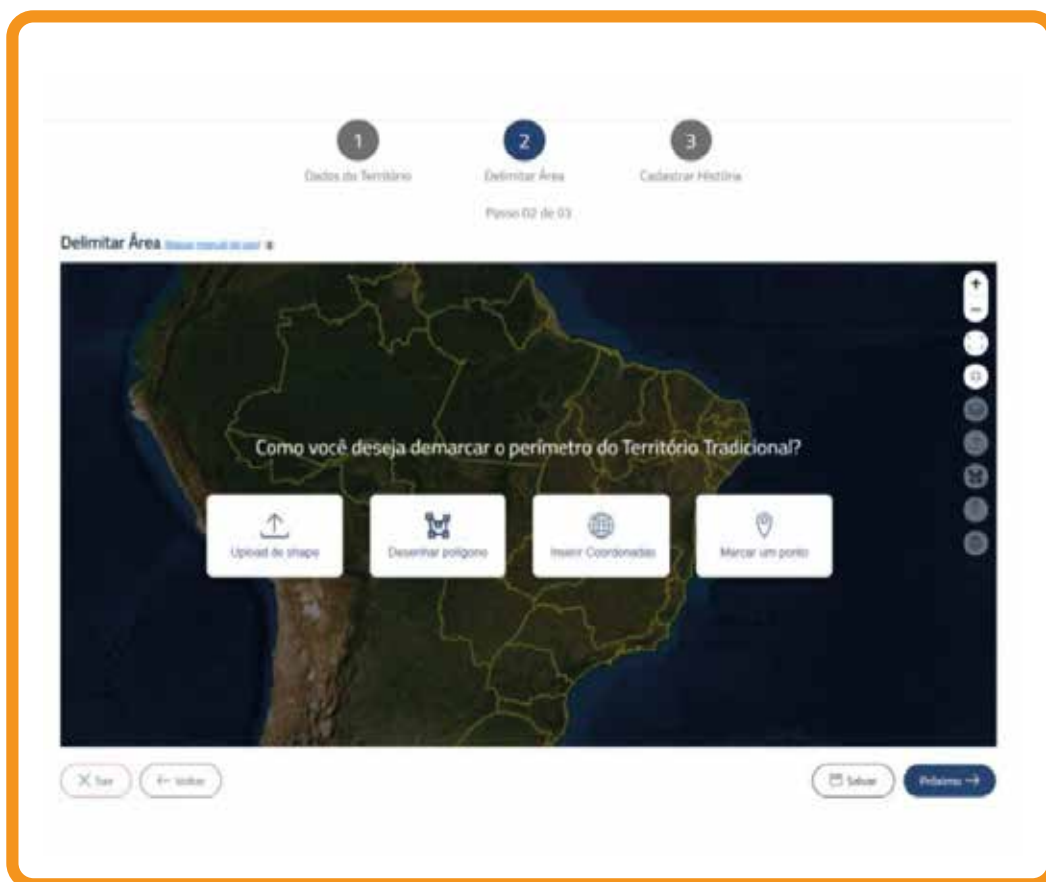 1 2 3
Dados do Território Delimitar Área Cadastrar História
Passo 02 de 03
Delimitar Área
+
−
Como você deseja demarcar o perímetro do Território Tradicional?
Upload de shape Desenhar polígono Inserir Coordenadas Marcar um ponto
Sair Voltar Salvar Próximo